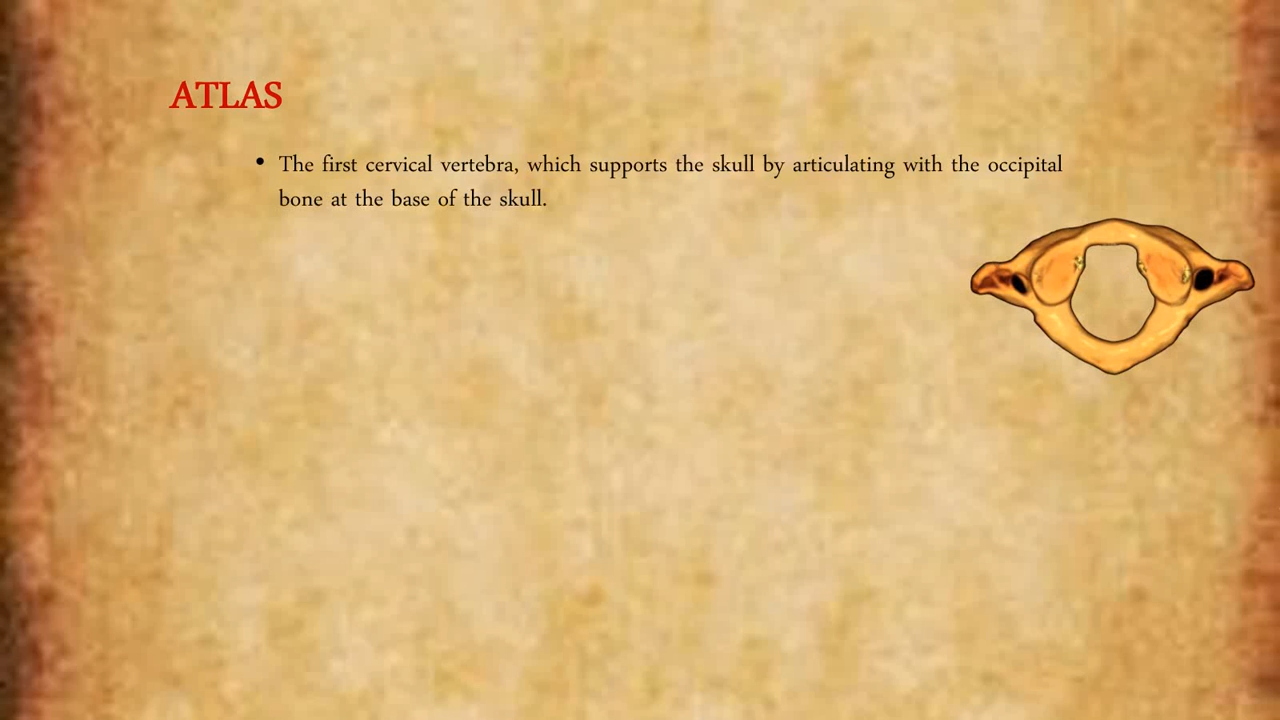 ATLAS
• The first cervical vertebra, which supports the skull by articulating with the occipital
bone at the base of the skull.